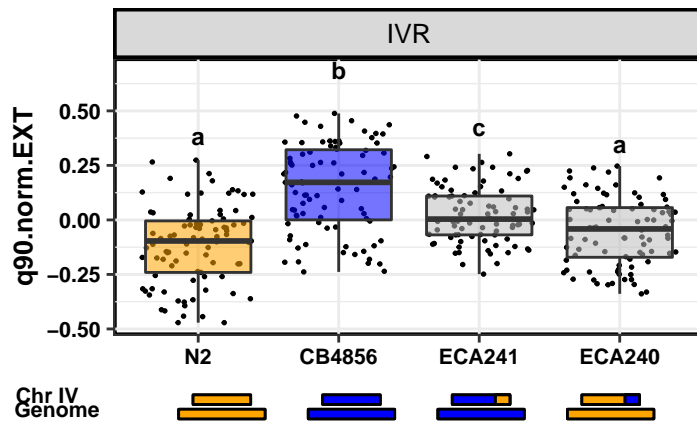 IVR
b
a
c
a
q90.norm.EXT
0.50
0.25
0.00
−0.25
−0.50
N2 CB4856 ECA241 ECA240
Chr IV
Genome